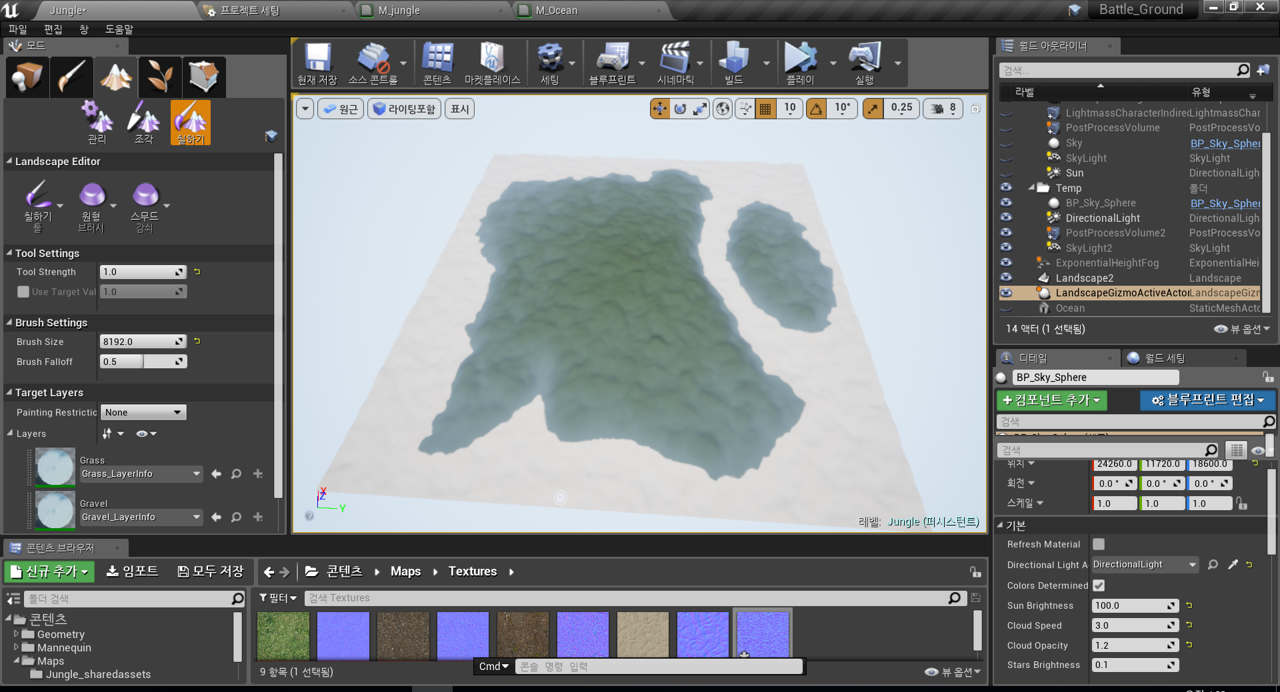 Jungle*
프로젝트 세팅
M_jungle
M_Ocean
Battle_Ground
파일 편집 창 도움말
모드
현재 저장 소스 콘트롤 콘텐츠 마켓플레이스 세팅 블루프린트 시네마틱 빌드 플레이 실행
관리 조각 칠하기
원근 라이팅포함 표시
10 10° 0.25 8
Landscape Editor
칠하기 원형 스무드
툴 브러시 감쇠
Tool Settings
Tool Strength 1.0
Use Target Val 1.0
Brush Settings
Brush Size 8192.0
Brush Falloff 0.5
Target Layers
Painting Restrictic None
Layers
Grass
Grass_LayerInfo
Gravel
Gravel_LayerInfo
X
Z
Y
레벨: Jungle (퍼시스턴트)
월드 아웃라이너
검색...
라벨 유형
LightmassCharacterIndirec LightmassChar
PostProcessVolume PostProcessVo
Sky BP_Sky_Spher
SkyLight SkyLight
Sun DirectionalLigh
Temp 폴더
BP_Sky_Sphere BP_Sky_Spher
DirectionalLight DirectionalLigh
PostProcessVolume2 PostProcessVo
SkyLight2 SkyLight
ExponentialHeightFog ExponentialHei
Landscape2 Landscape
LandscapeGizmoActiveActor LandscapeGizn
Ocean StaticMeshActo
14 액터 (1 선택됨) 뷰 옵션
디테일 월드 세팅
BP_Sky_Sphere
+컴포넌트 추가 블루프린트 편집
검색
검색
위치 24260.0 11720.0 18600.0
회전 0.0 ° 0.0 ° 0.0 °
스케일 1.0 1.0 1.0
기본
Refresh Material
Directional Light A DirectionalLight
Colors Determined
Sun Brightness 100.0
Cloud Speed 3.0
Cloud Opacity 1.2
Stars Brightness 0.1
콘텐츠 브라우저
신규 추가 임포트 모두 저장 콘텐츠 Maps Textures
폴더 검색 필터 검색 Textures
콘텐츠
Geometry
Mannequin
Maps
Jungle_sharedassets
9 항목 (1 선택됨) 뷰 옵션
Cmd 콘솔 명령 입력